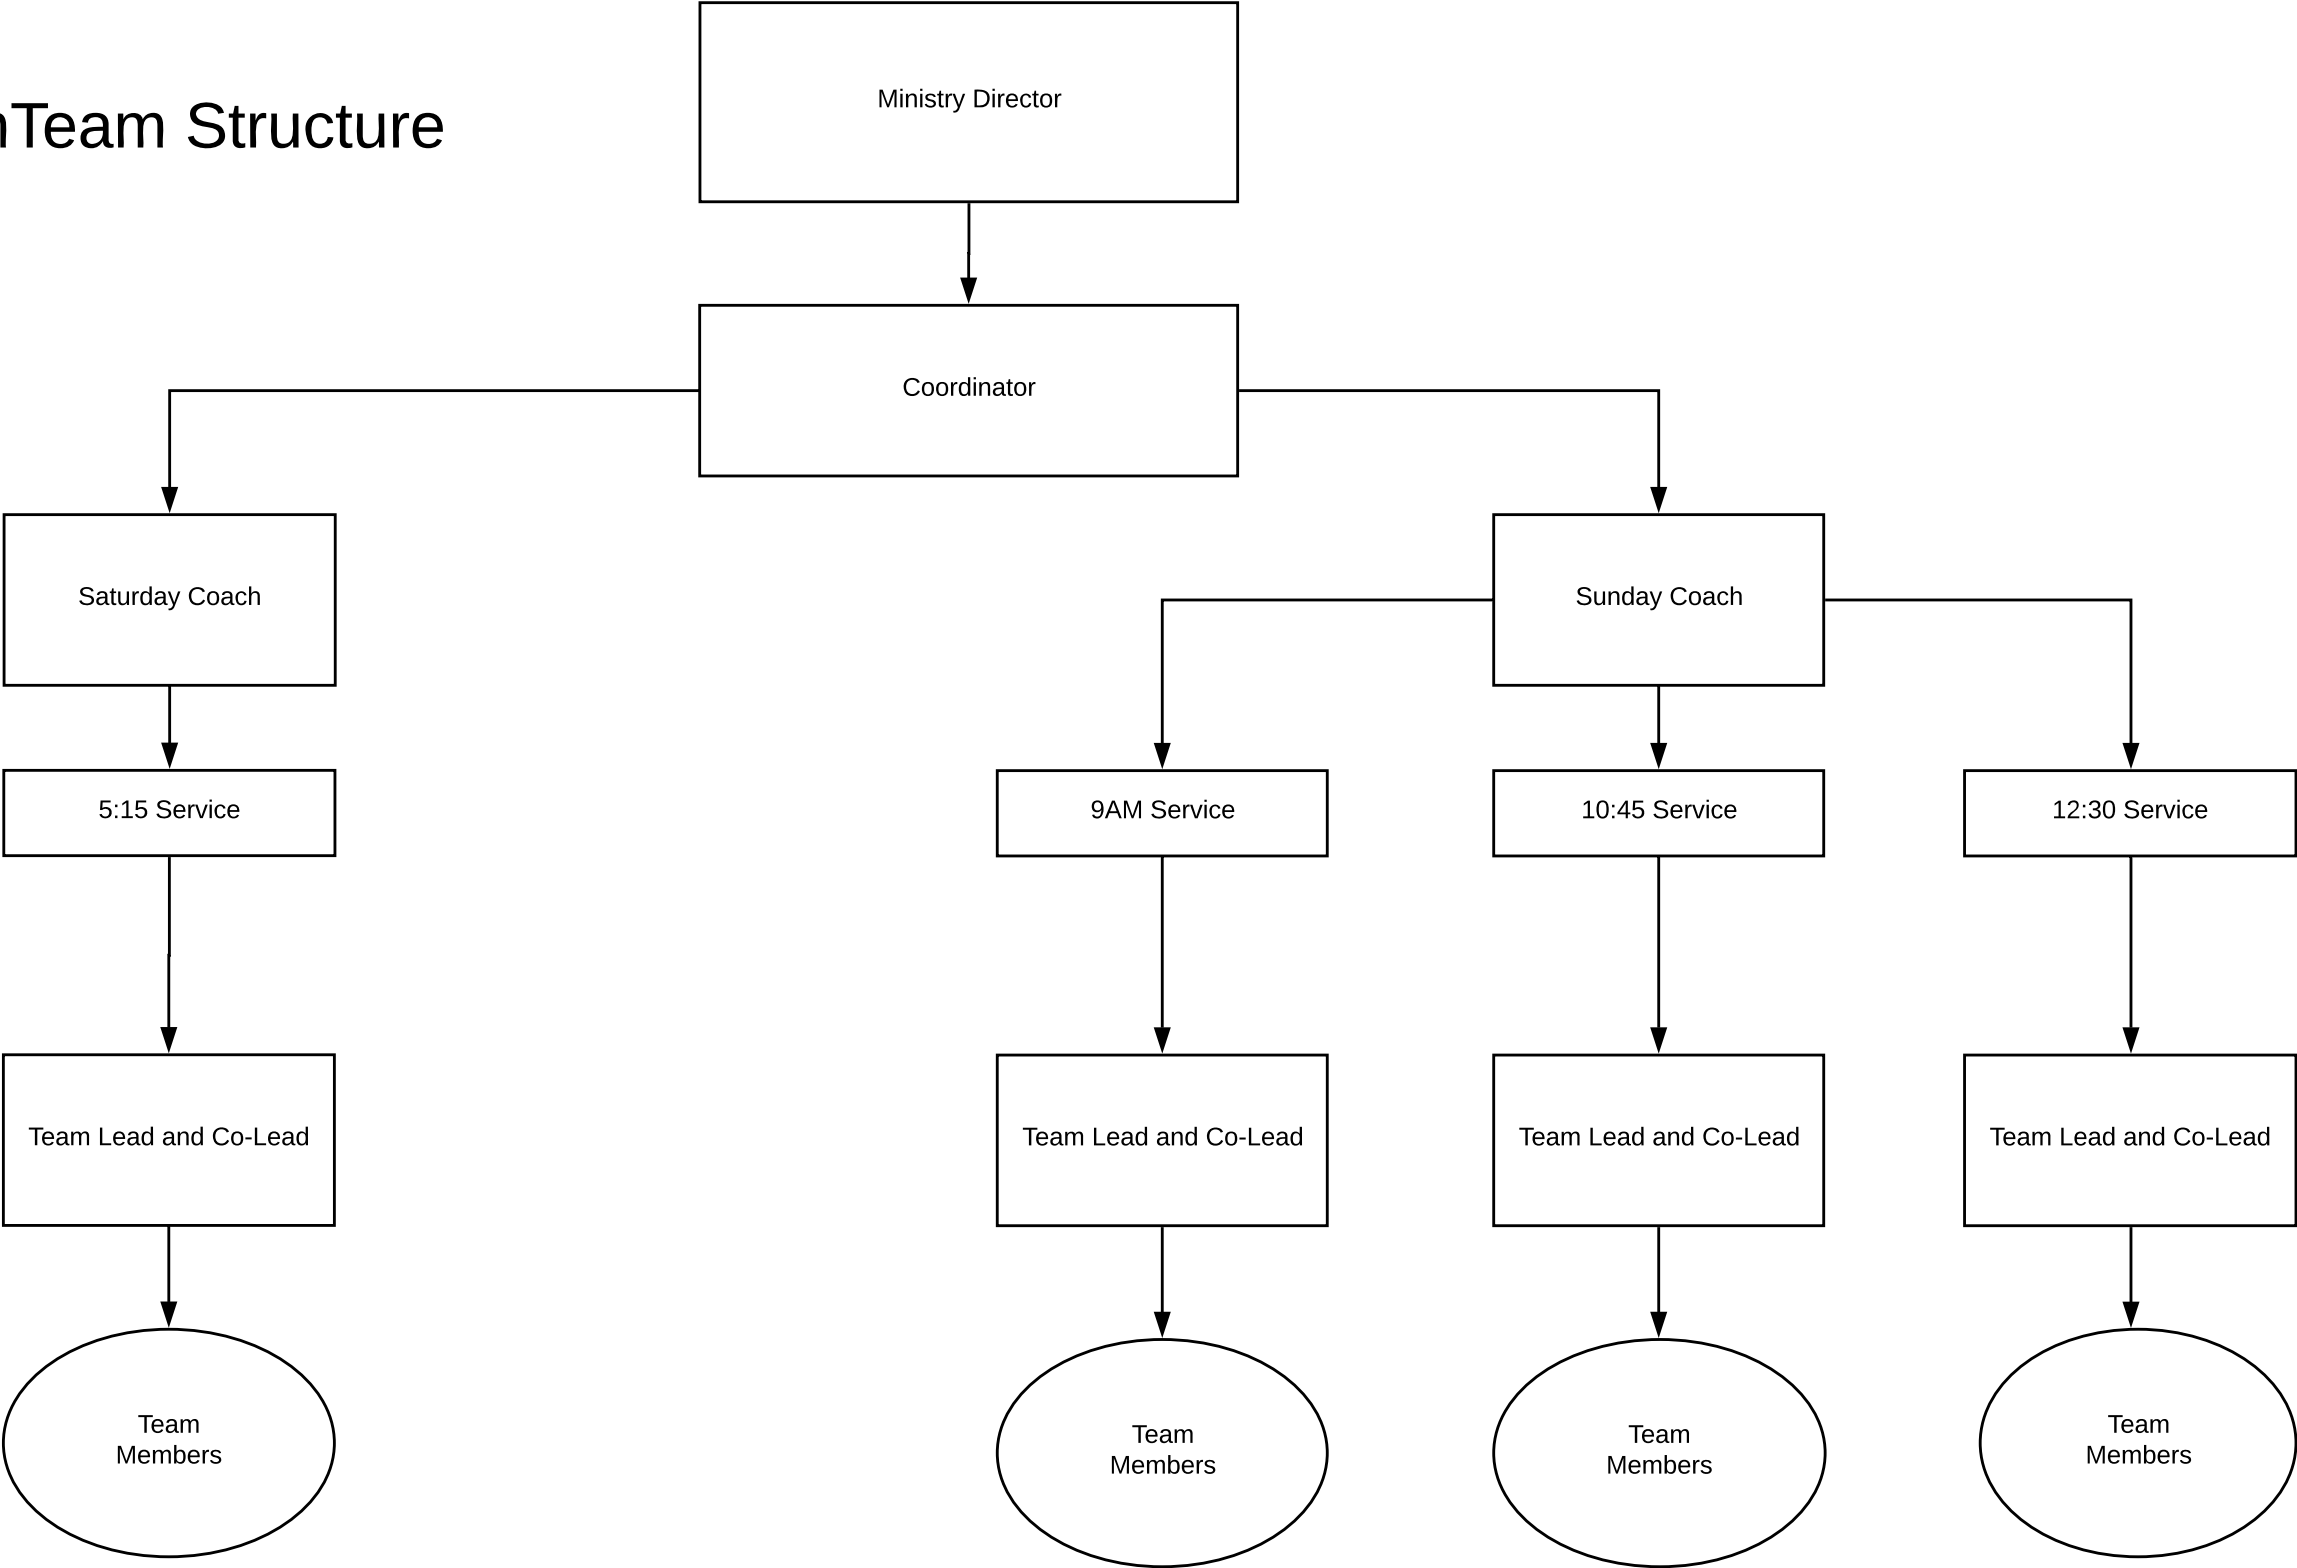 Ministry Director
Team Structure
Coordinator
Saturday Coach
Sunday Coach
5:15 Service
9AM Service
10:45 Service
12:30 Service
Team Lead and Co-Lead
Team Lead and Co-Lead
Team Lead and Co-Lead
Team Lead and Co-Lead
Team
Members
Team
Members
Team
Members
Team
Members